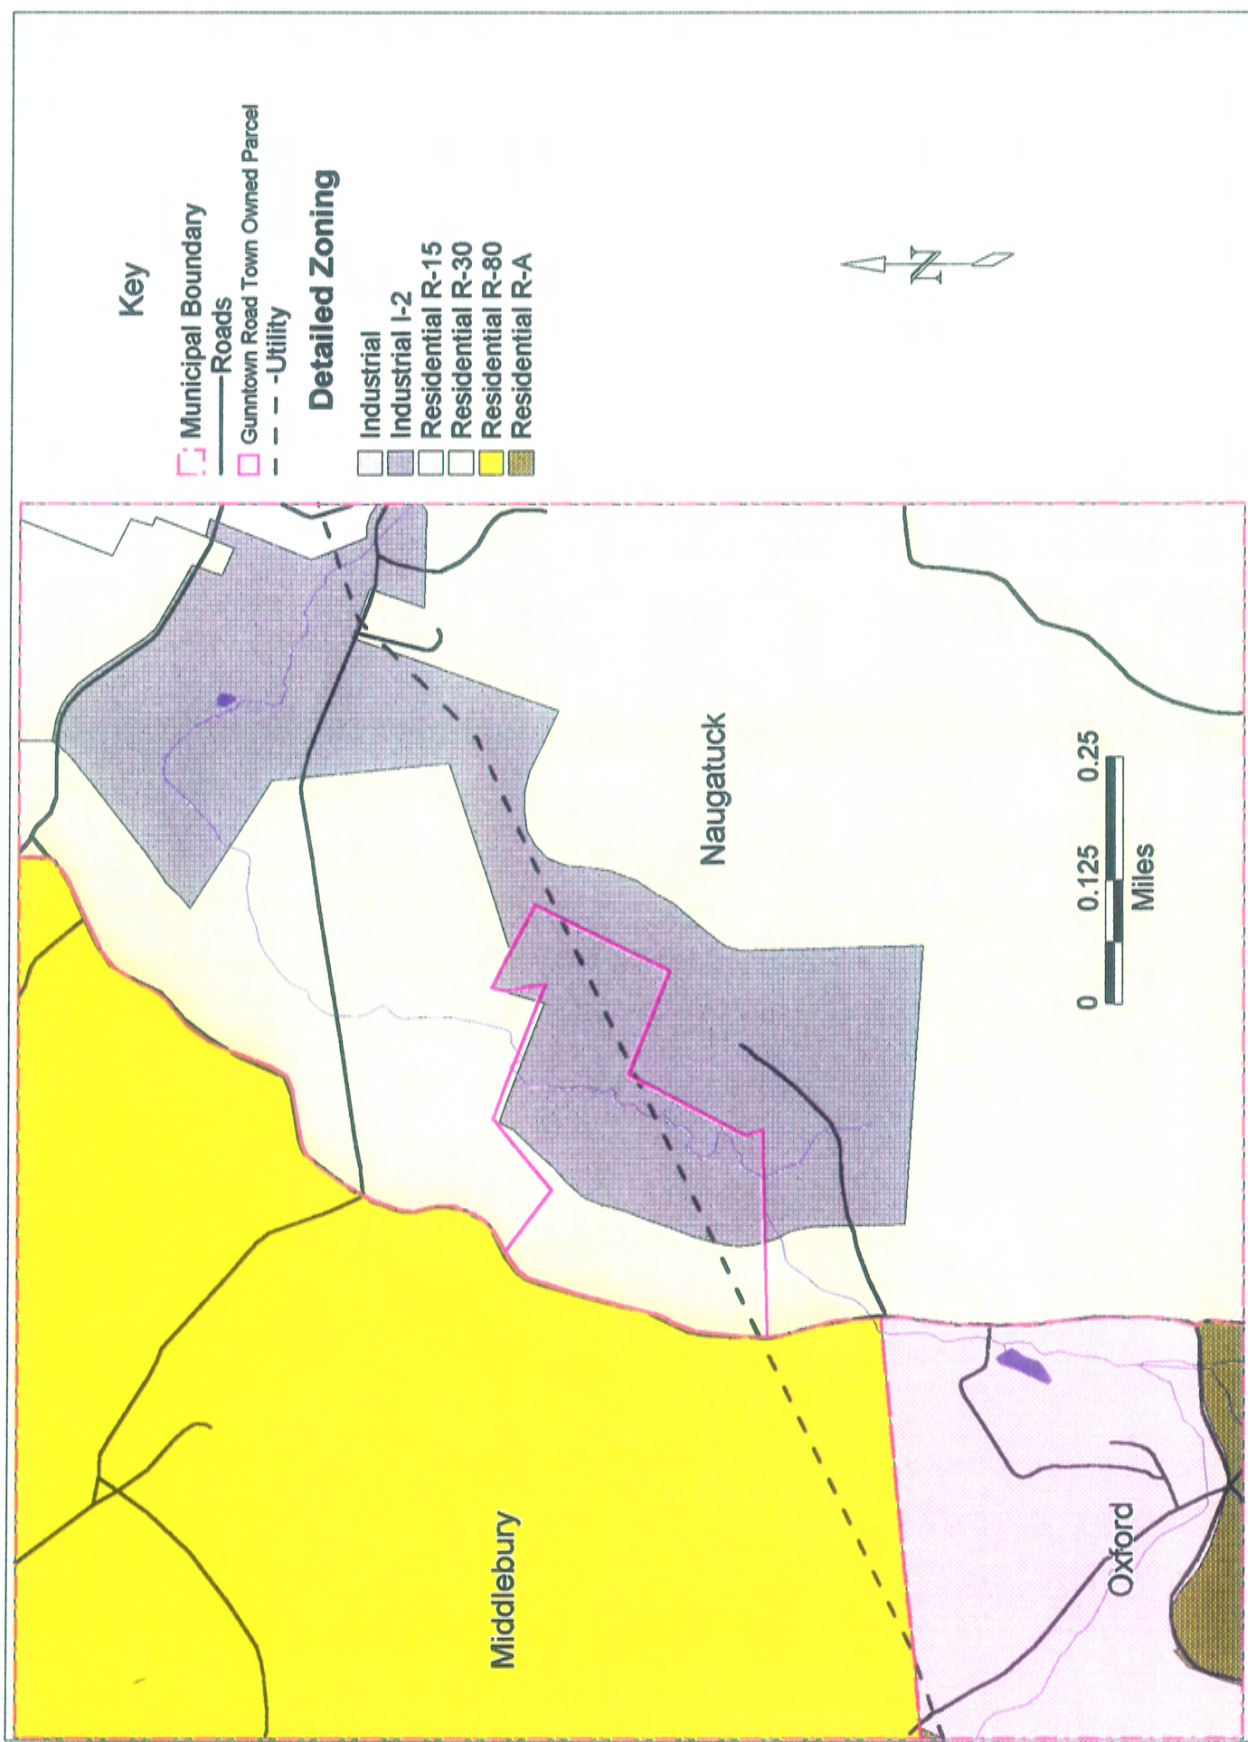 Key
Municipal Boundary
Roads
Gunntown Road Town Owned Parcel
Utility
Detailed Zoning
Industrial
Industrial I-2
Residential R-15
Residential R-30
Residential R-80
Residential R-A
N
Middlebury
Naugatuck
Oxford
0 0.125 0.25
Miles